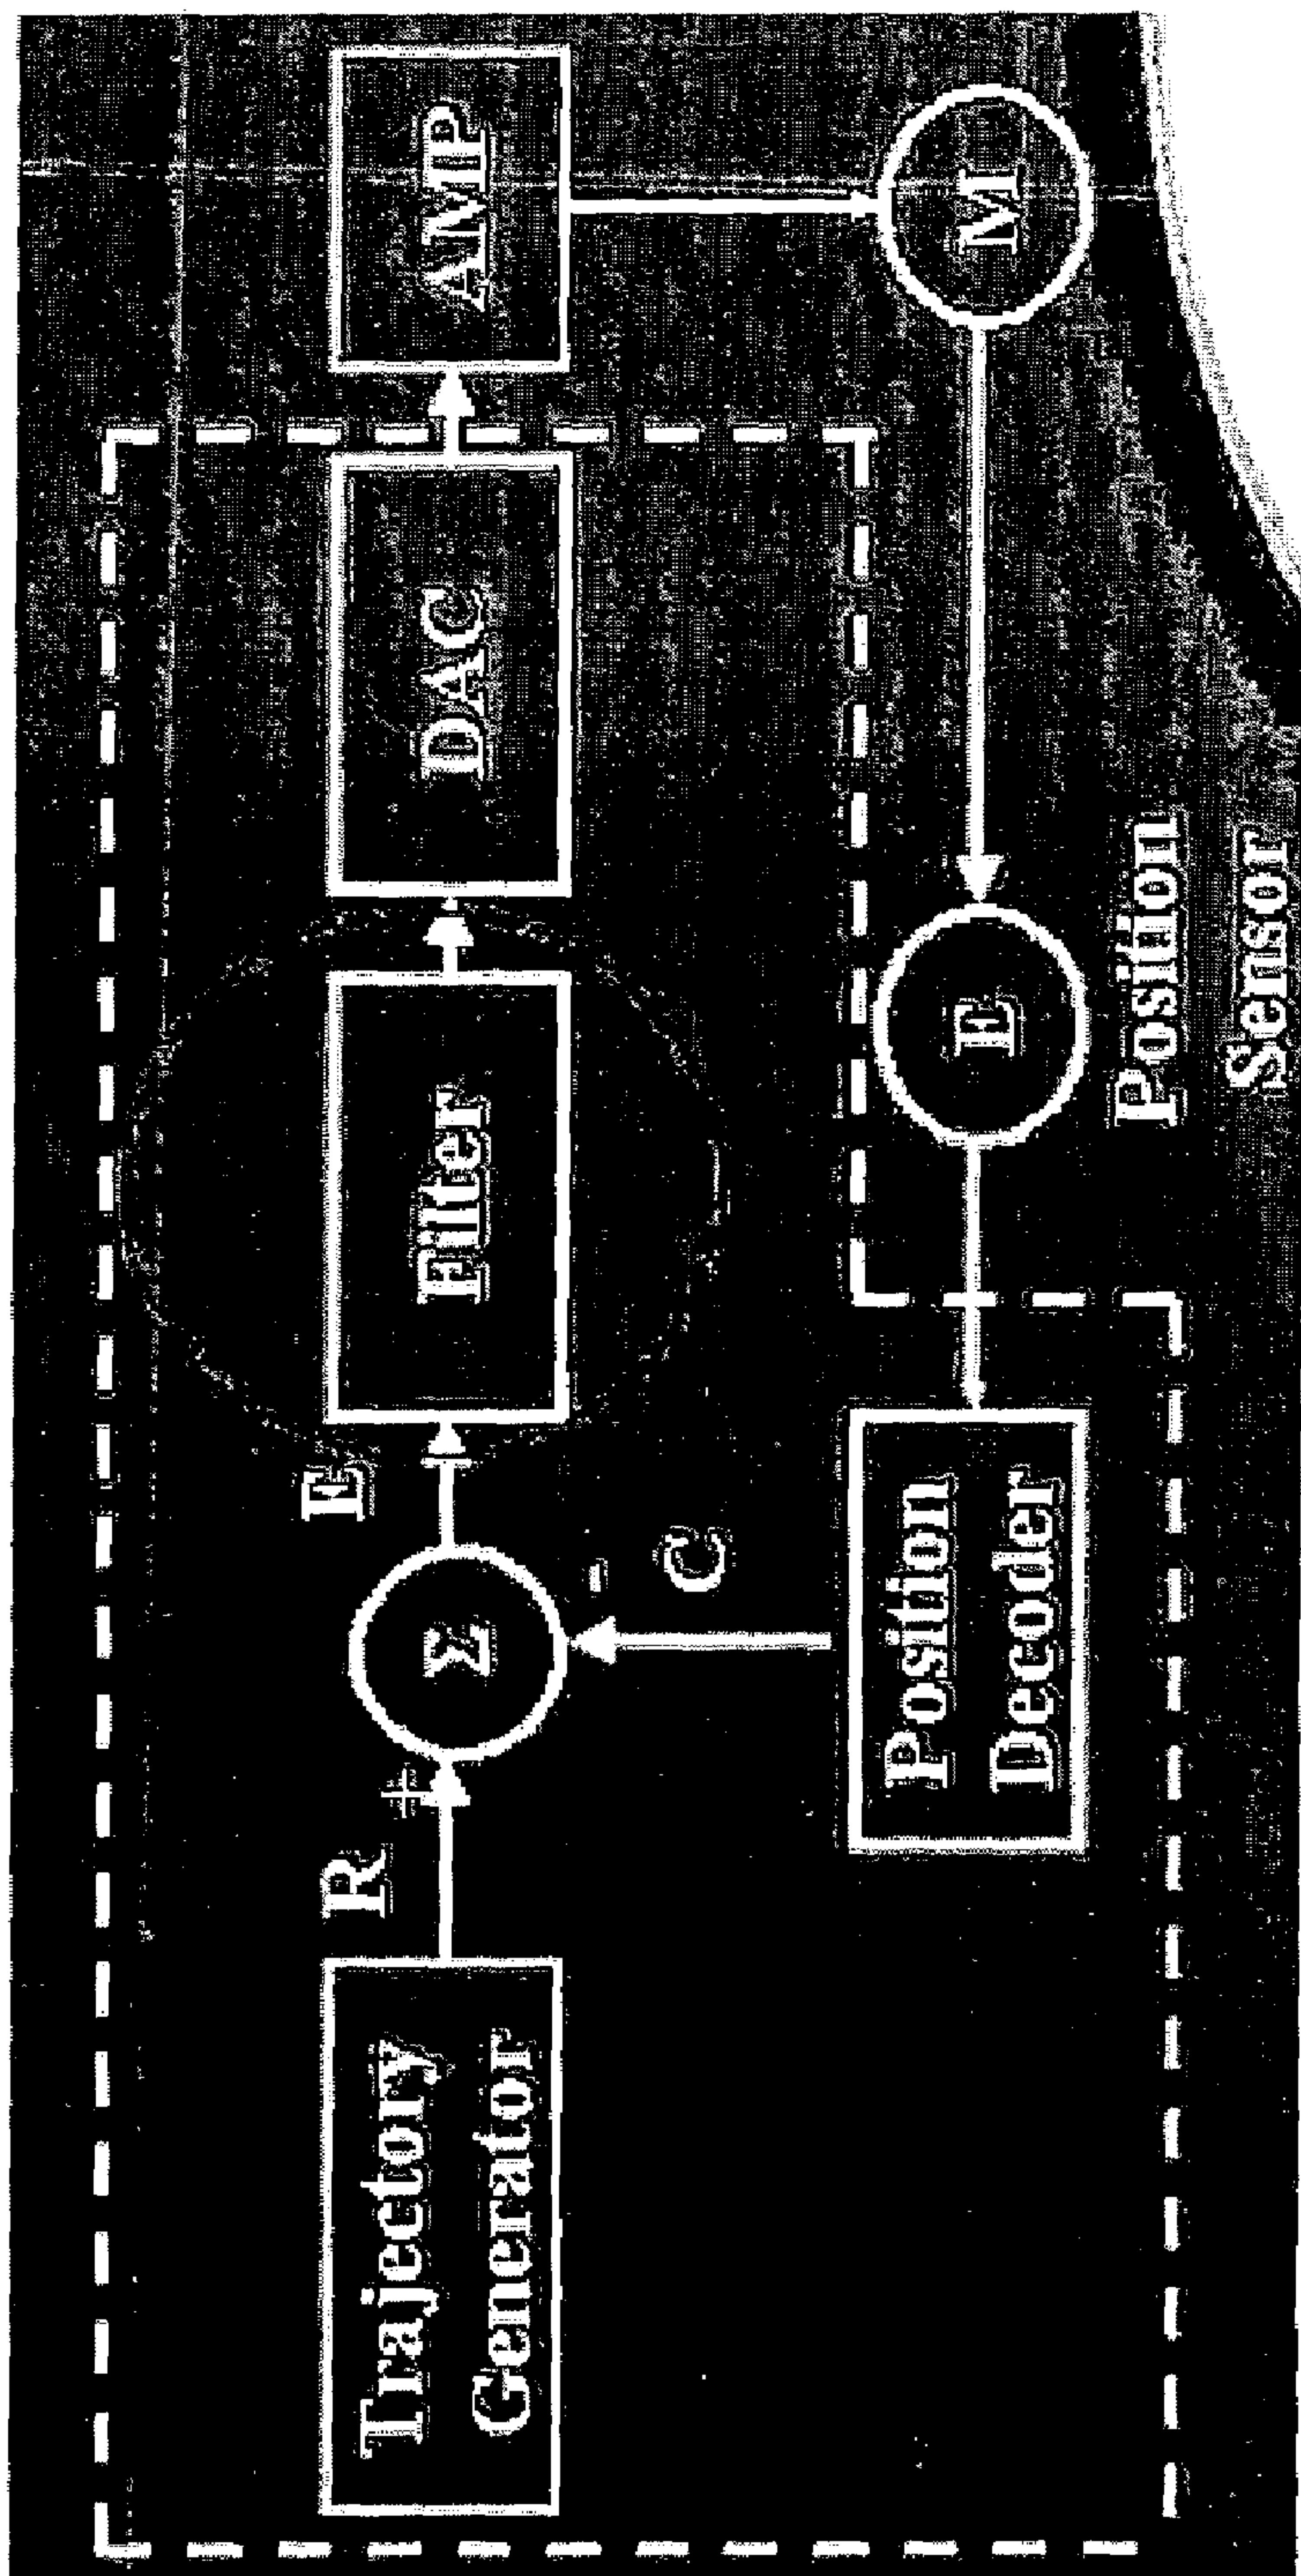 Trajectory
Generator
R
+
Σ
E
Filter
DAC
AMP
-
C
Position
Decoder
E
M
Position
Sensor